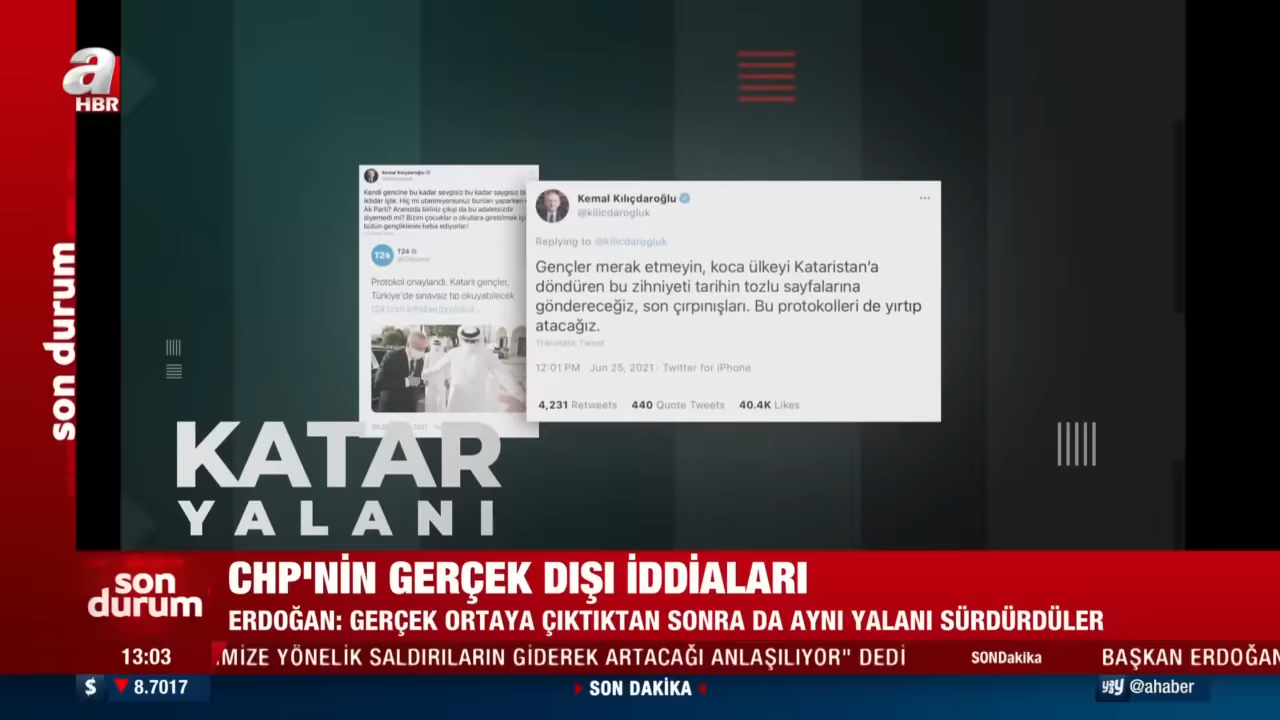 a
HBR
son durum
Kemal Kılıçdaroğlu
Kendi gencine bu kadar sevgisiz bu kadar saygısız bi
iktidar işte. Hiç mi utanmıyorsunuz bunları yaparken
Ak Parti? Aranızda biriniz çıkıp da bu adaletsizdir
diyemedi mi? Bizim çocuklar o okullara girebilmek iç
bütün gençliklerini heba ediyorlar!
T24
T24
Protokol onaylandı. Katarlı gençler,
Türkiye'de sınavsız tıp okuyabilecek
Kemal Kılıçdaroğlu
@kilicdarogluk
Replying to @kilicdarogluk
Gençler merak etmeyin, koca ülkeyi Kataristan'a
döndüren bu zihniyeti tarihin tozlu sayfalarına
göndereceğiz, son çırpınışları. Bu protokolleri de yırtıp
atacağız.
Translate Tweet
12:01 PM Jun 25, 2021 · Twitter for iPhone
4,231 Retweets 440 Quote Tweets 40.4K Likes
KATAR
YALANI
son
durum
CHP'NİN GERÇEK DIŞI İDDİALARI
ERDOĞAN: GERÇEK ORTAYA ÇIKTIKTAN SONRA DA AYNI YALANI SÜRDÜRDÜLER
13:03 MİZE YÖNELİK SALDIRILARIN GİDEREK ARTACAĞI ANLAŞILIYOR" DEDİ SONDakika BAŞKAN ERDOĞAN
$ 8.7017 SON DAKİKA @ahaber